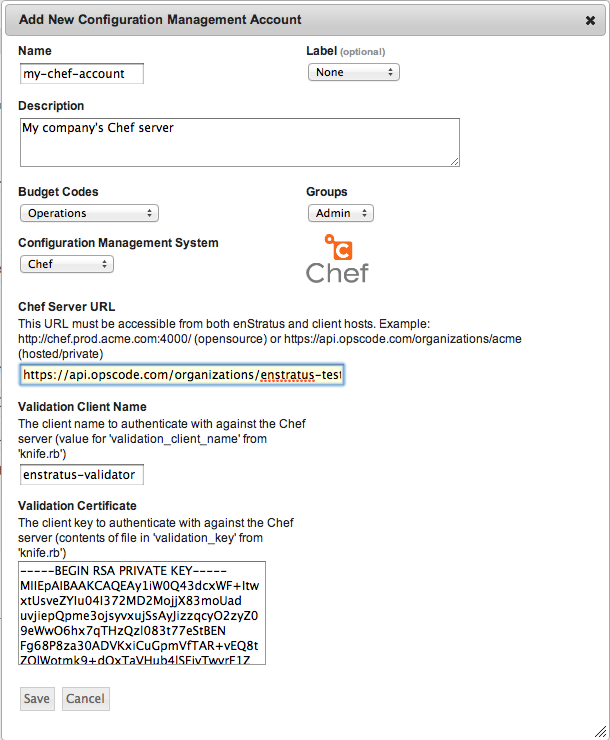 Add New Configuration Management Account
Name
Label (optional)
my-chef-account
None
Description
My company's Chef server
Budget Codes
Groups
Operations
Admin
Configuration Management System
Chef
Chef
Chef Server URL
This URL must be accessible from both enStratus and client hosts. Example:
http://chef.prod.acme.com:4000/ (opensource) or https://api.opscode.com/organizations/acme
(hosted/private)
https://api.opscode.com/organizations/enstratus-test
Validation Client Name
The client name to authenticate with against the Chef
server (value for 'validation_client_name' from
'knife.rb')
enstratus-validator
Validation Certificate
The client key to authenticate with against the Chef
server (contents of file in 'validation_key' from
'knife.rb')
-----BEGIN RSA PRIVATE KEY-----
MIIEpAIBAAKCAQEAy1iW0Q43dcxWF+Itw
xtUsveZYlu04I372MD2MojjX83moUad
uvjiepQpme3ojsyvxujSsAyJizzqcyO2zyZ0
9eWwO6hx7qTHzQzl083t77eStBEN
Fg68P8za30ADVKxiCuGpmVfTAR+vEQ8t
Save
Cancel